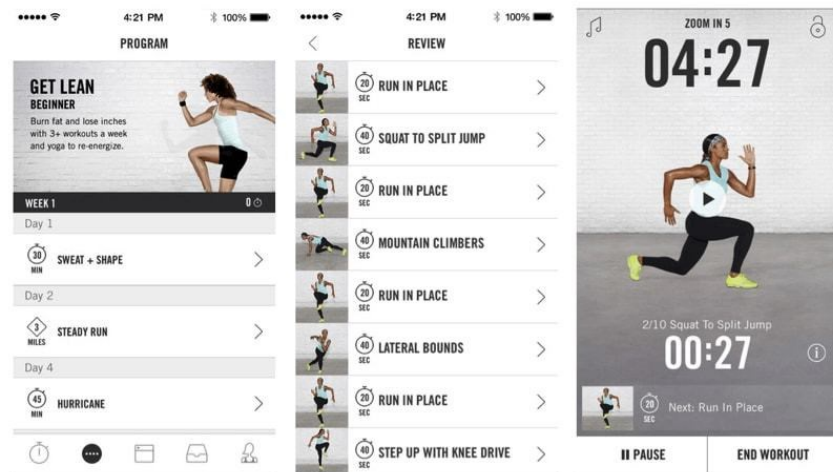 4:21 PM
100%
PROGRAM
GET LEAN
BEGINNER
Burn fat and lose inches
with 3+ workouts a week
and yoga to re-energize.
WEEK 1
0
Day 1
30
MIN
SWEAT + SHAPE
Day 2
3
MILES
STEADY RUN
Day 4
45
MIN
HURRICANE
4:21 PM
100%
REVIEW
20
SEC
RUN IN PLACE
40
SEC
SQUAT TO SPLIT JUMP
20
SEC
RUN IN PLACE
40
SEC
MOUNTAIN CLIMBERS
20
SEC
RUN IN PLACE
40
SEC
LATERAL BOUNDS
20
SEC
RUN IN PLACE
40
SEC
STEP UP WITH KNEE DRIVE
ZOOM IN 5
04:27
2/10 Squat To Split Jump
00:27
20
SEC
Next: Run In Place
PAUSE
END WORKOUT